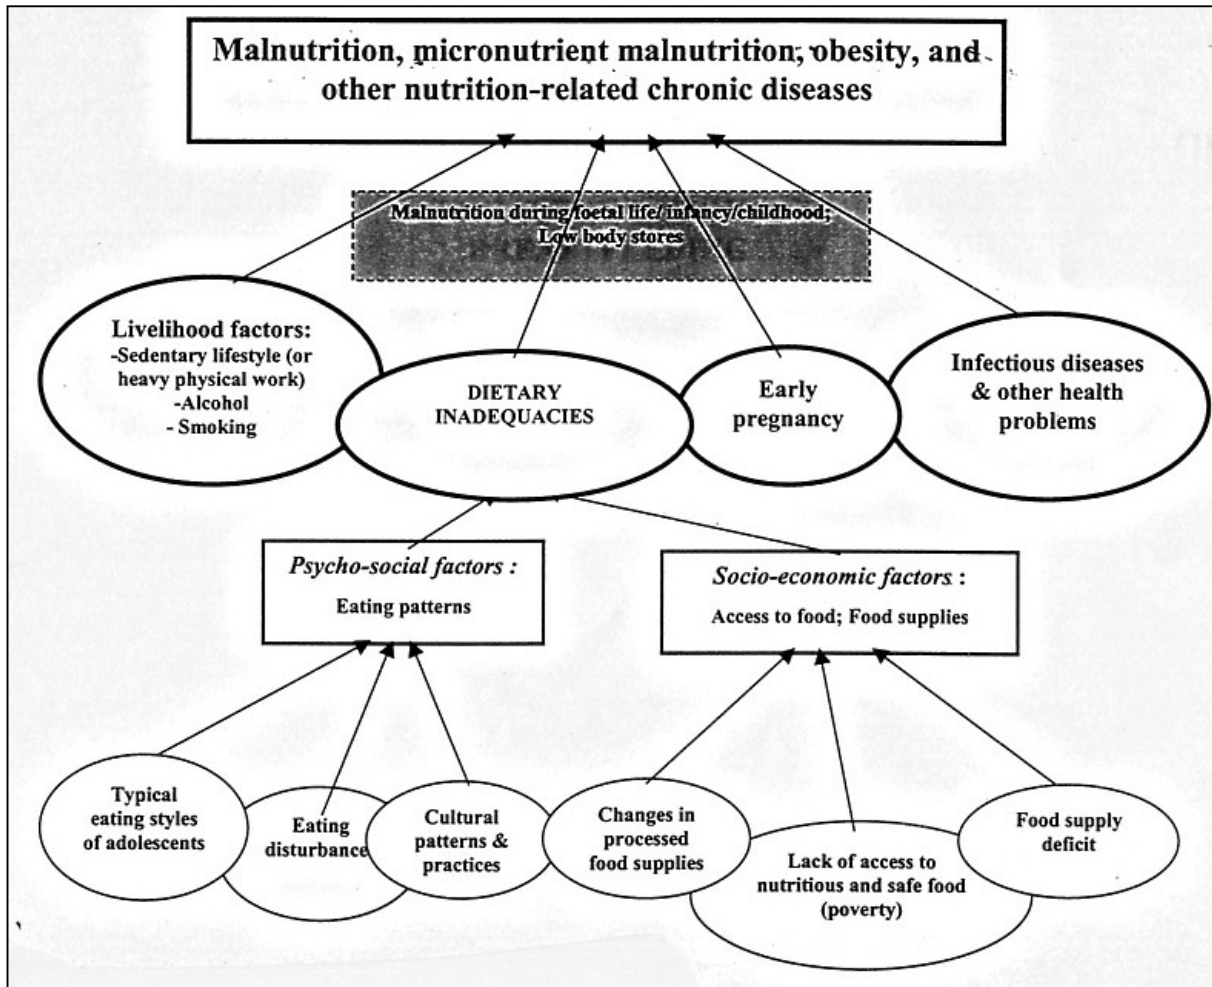 Malnutrition, micronutrient malnutrition, obesity, and
other nutrition-related chronic diseases
Malnutrition during foetal life/ infancy/childhood;
Low body stores
Livelihood factors:
-Sedentary lifestyle (or
heavy physical work)
-Alcohol
- Smoking
DIETARY
INADEQUACIES
Early
pregnancy
Infectious diseases
& other health
problems
Psycho-social factors :
Eating patterns
Socio-economic factors :
Access to food; Food supplies
Typical
eating styles
of adolescents
Eating
disturbance
Cultural
patterns &
practices
Changes in
processed
food supplies
Lack of access to
nutritious and safe food
(poverty)
Food supply
deficit